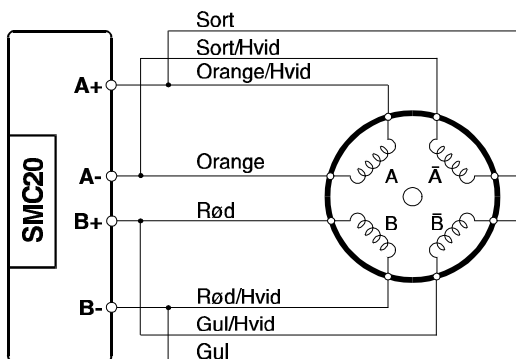 Sort
Sort/Hvid
Orange/Hvid
A+
A-
Orange
B+
Rød
B-
Rød/Hvid
Gul/Hvid
Gul
SMC20
A Ā
B B̄